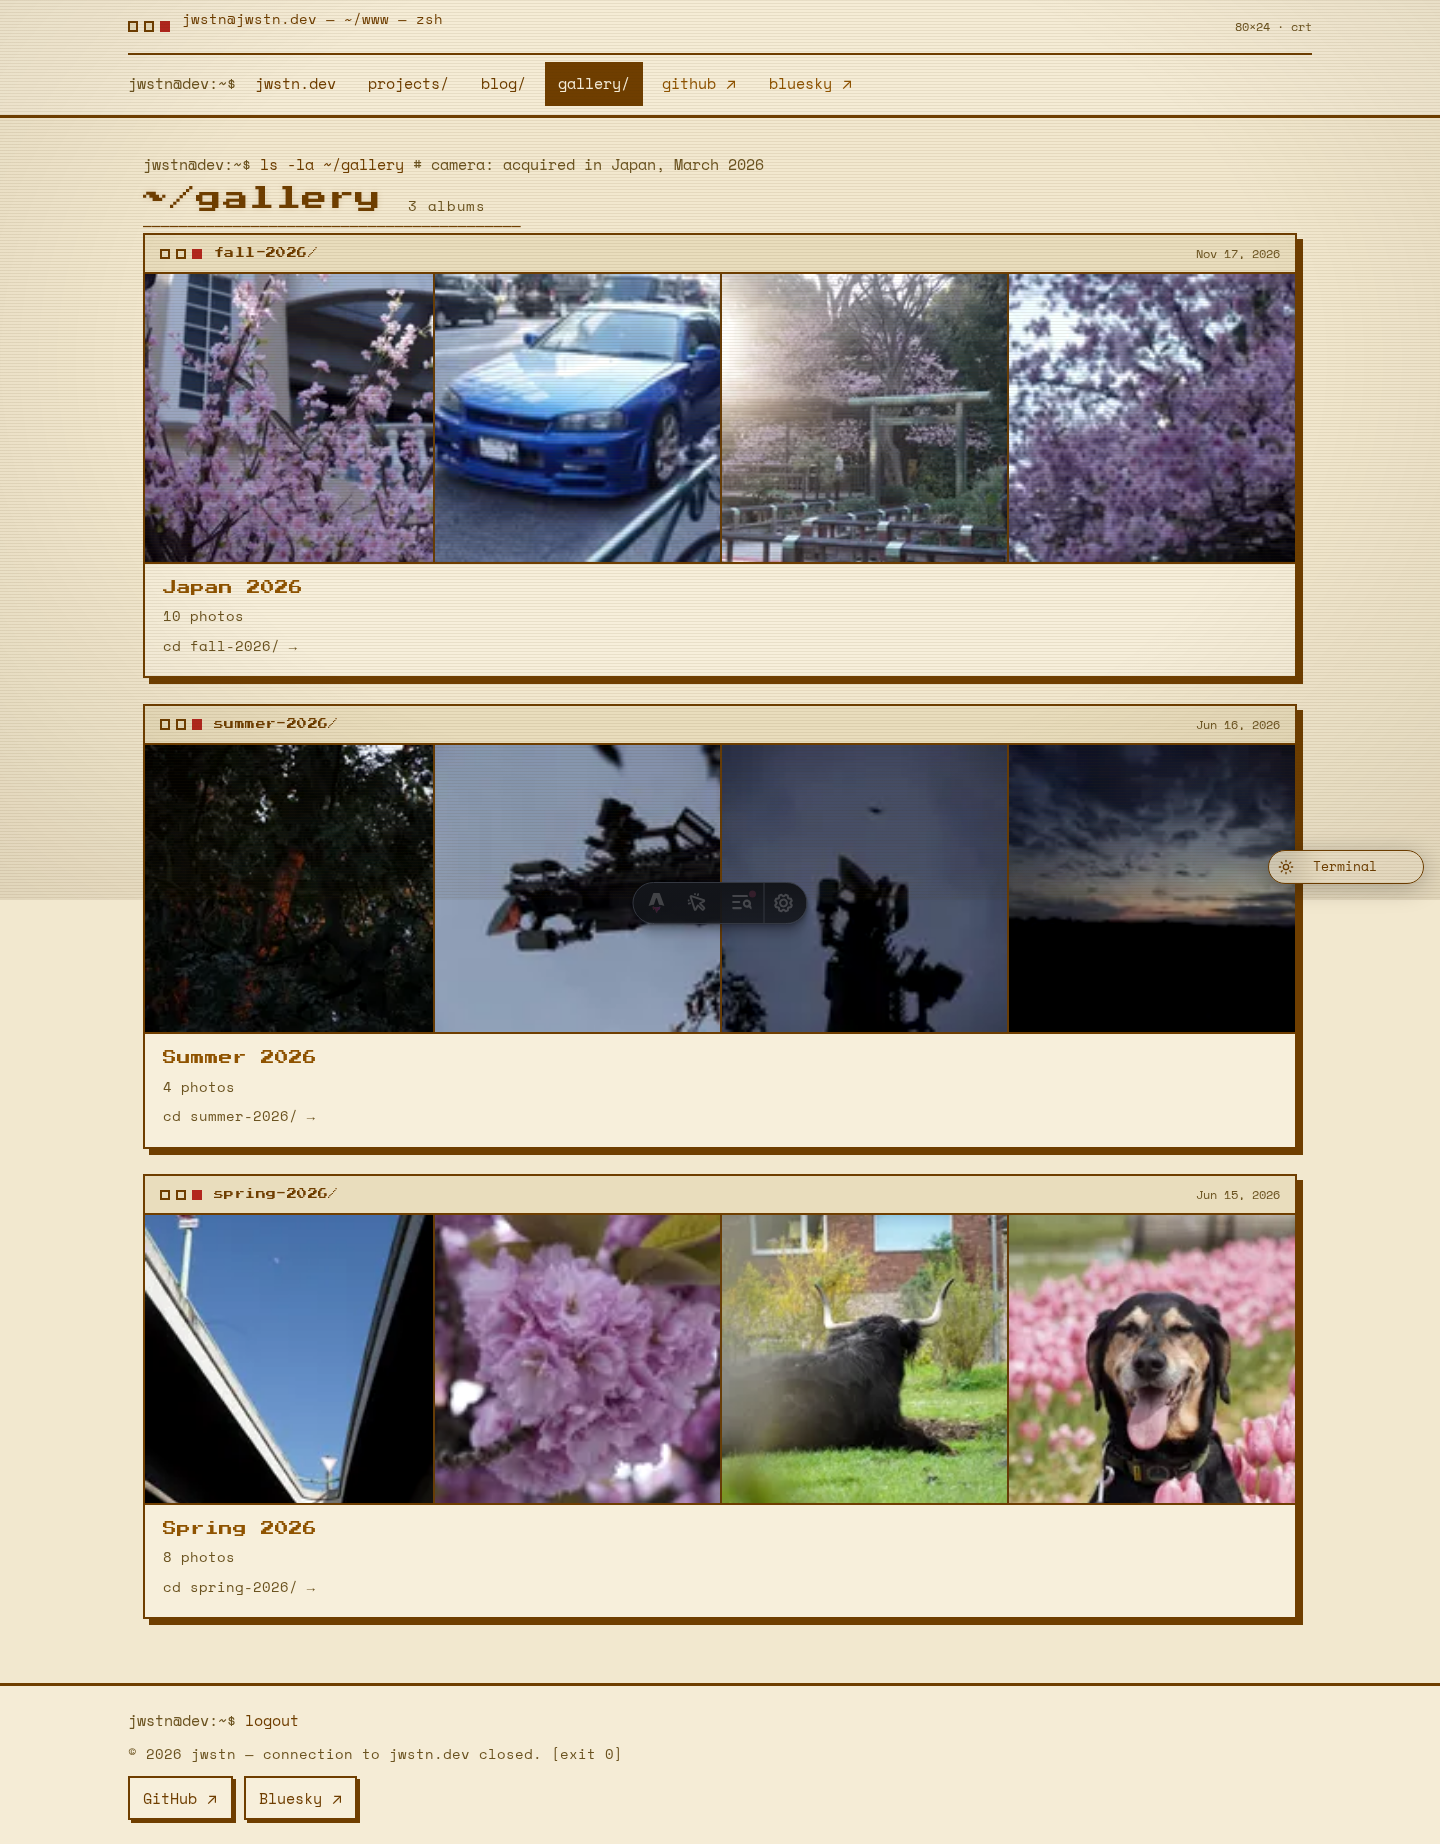 jwstn@jwstn.dev — ~/www — zsh
80×24 · crt
jwstn@dev:~$ jwstn.dev projects/ blog/ gallery/ github ↗ bluesky ↗
jwstn@dev:~$ ls -la ~/gallery # camera: acquired in Japan, March 2026
~/gallery 3 albums
fall-2026/ Nov 17, 2026
Japan 2026
10 photos
cd fall-2026/ →
summer-2026/ Jun 16, 2026
Terminal
Summer 2026
4 photos
cd summer-2026/ →
spring-2026/ Jun 15, 2026
Spring 2026
8 photos
cd spring-2026/ →
jwstn@dev:~$ logout
© 2026 jwstn — connection to jwstn.dev closed. [exit 0]
GitHub ↗ Bluesky ↗